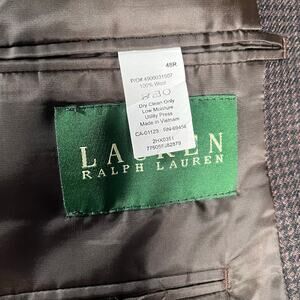 48R
100% Wool
Dry Clean Only
Low Moisture
Utility Press
Made in Vietnam
LAUREN
RALPH LAUREN